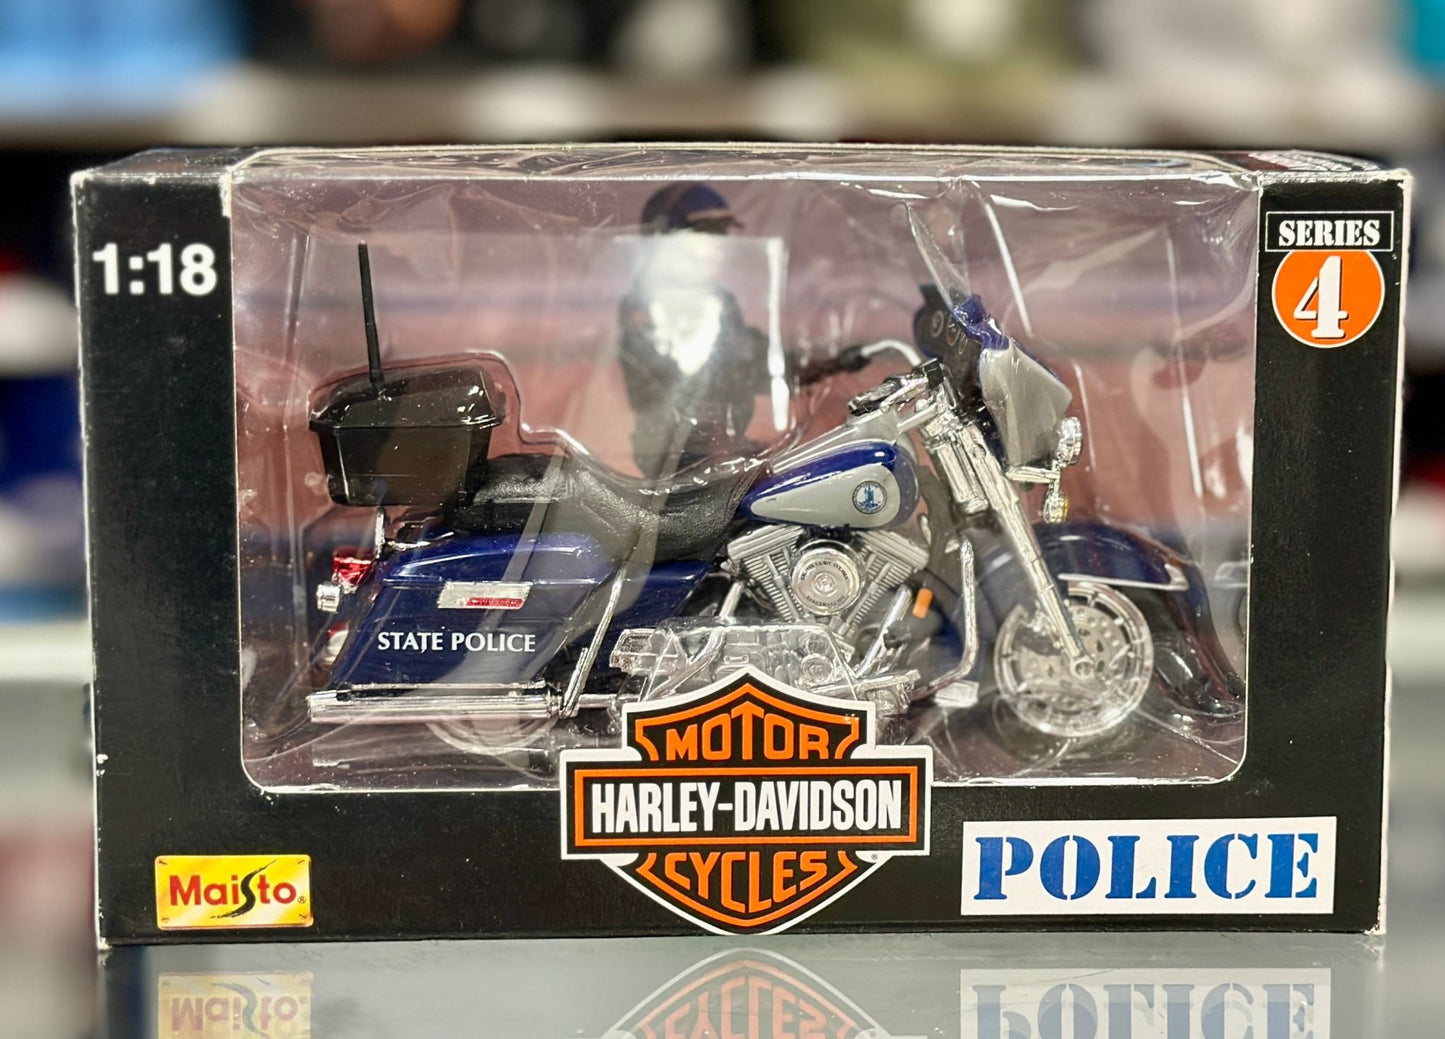 1:18
SERIES
4
STATE POLICE
MOTOR
HARLEY-DAVIDSON
CYCLES
®
Maisto®
POLICE